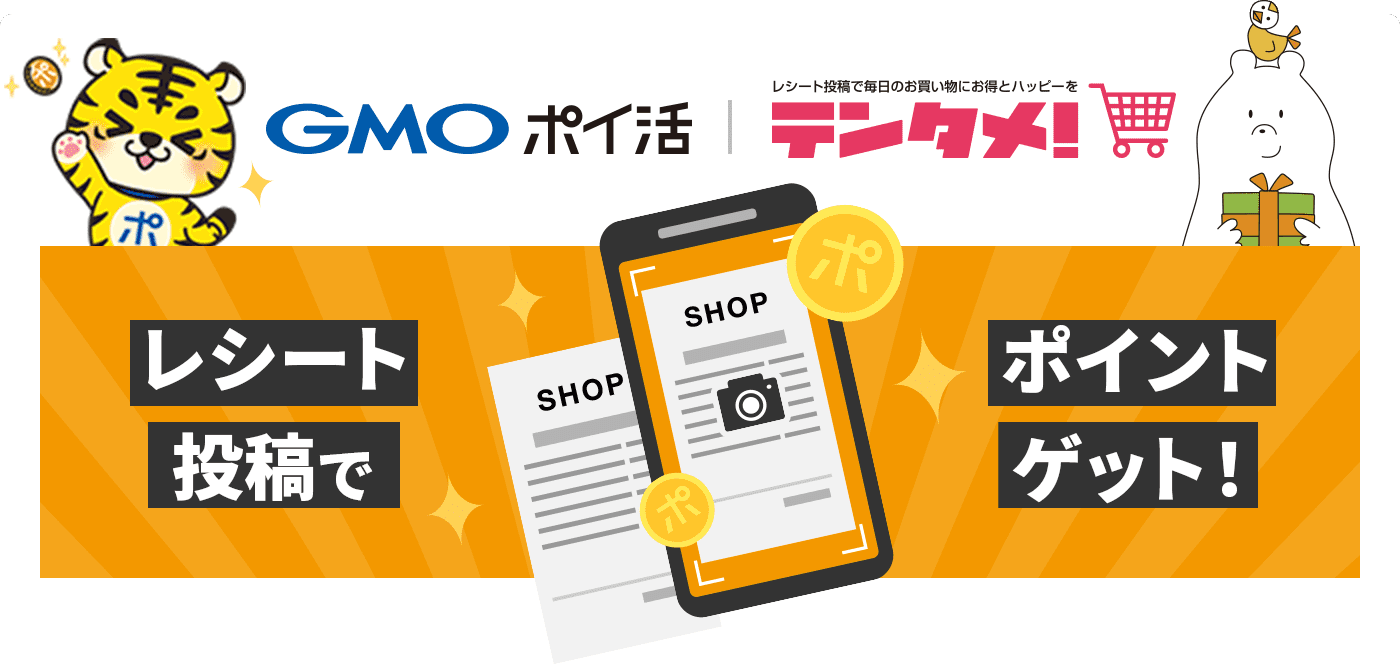 ポ
GMO ポイ活
レシート投稿で毎日のお買い物にお得とハッピーを
テンタメ!
ポ
ポ
レシート
投稿で
SHOP
SHOP
ポ
ポイント
ゲット!